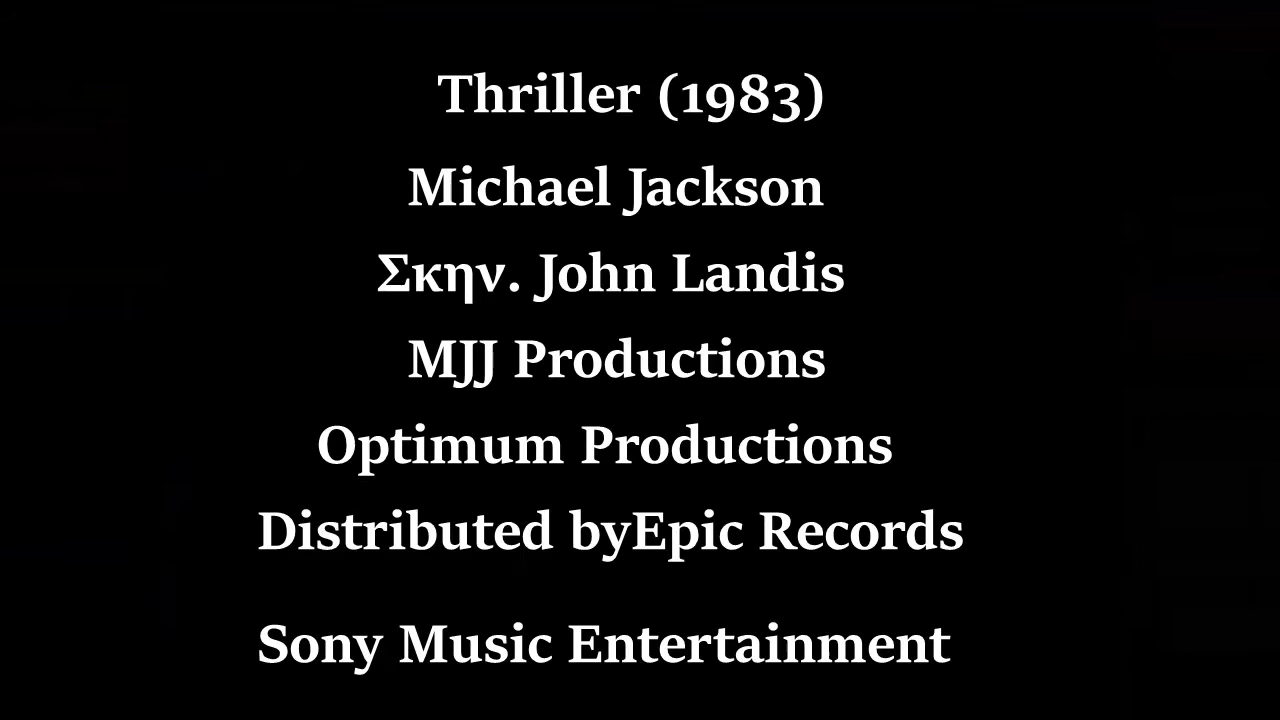 Thriller (1983)
Michael Jackson
Σκην. John Landis
MJJ Productions
Optimum Productions
Distributed byEpic Records
Sony Music Entertainment